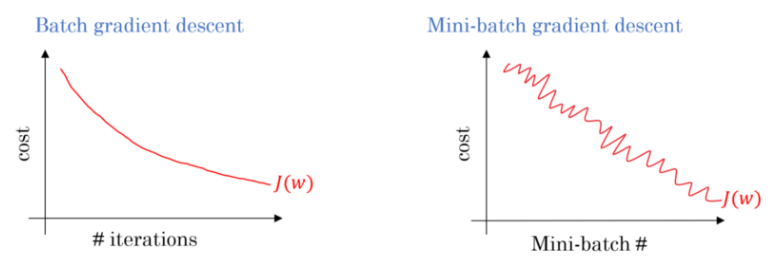 Batch gradient descent
cost
J(w)
# iterations
Mini-batch gradient descent
cost
J(w)
Mini-batch #